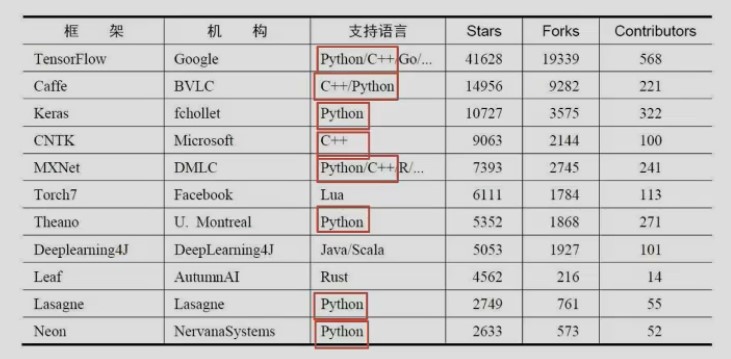 框 架 机 构 支持语言 Stars Forks Contributors
TensorFlow Google Python/C++/Go/... 41628 19339 568
Caffe BVLC C++/Python 14956 9282 221
Keras fchollet Python 10727 3575 322
CNTK Microsoft C++ 9063 2144 100
MXNet DMLC Python/C++/R/... 7393 2745 241
Torch7 Facebook Lua 6111 1784 113
Theano U. Montreal Python 5352 1868 271
Deeplearning4J DeepLearning4J Java/Scala 5053 1927 101
Leaf AutumnAI Rust 4562 216 14
Lasagne Lasagne Python 2749 761 55
Neon NervanaSystems Python 2633 573 52